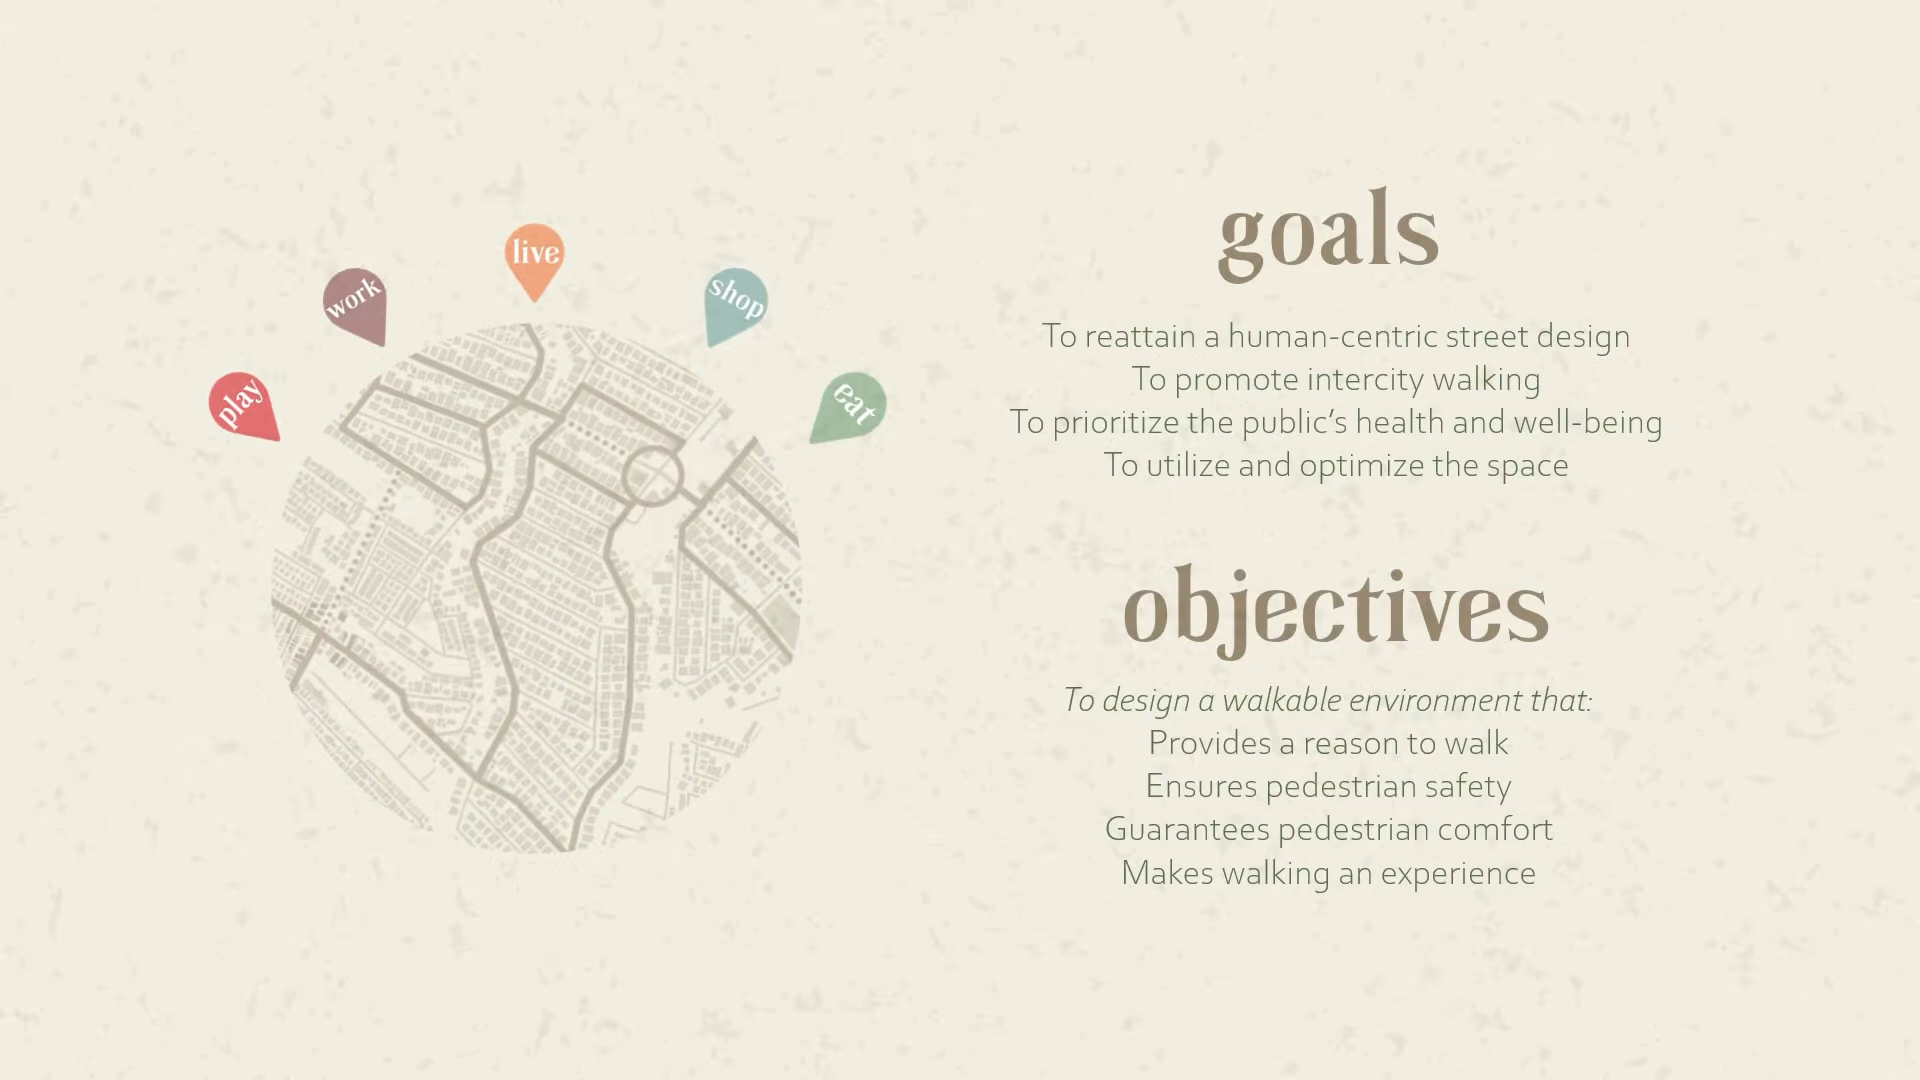 play
work
live
shop
eat
goals
To reattain a human-centric street design
To promote intercity walking
To prioritize the public’s health and well-being
To utilize and optimize the space
objectives
To design a walkable environment that:
Provides a reason to walk
Ensures pedestrian safety
Guarantees pedestrian comfort
Makes walking an experience